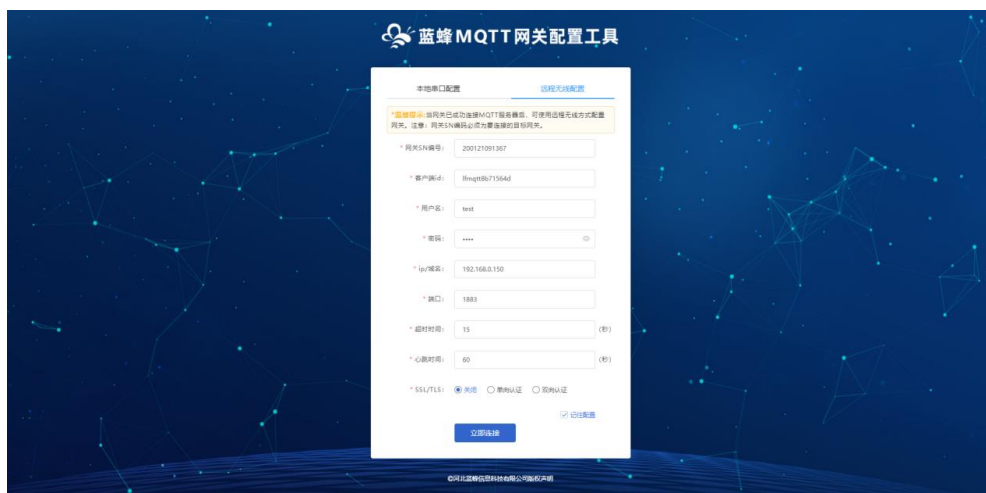 蓝蜂MQTT网关配置工具
本地串口配置 远程无线配置
*蓝蜂提示:当网关已成功连接MQTT服务器后，可使用远程无线方式配置
网关。注意：网关SN编码必须为要连接的目标网关。
* 网关SN编号: 200121091367
* 客户端id: lfmqtt8b71564d
* 用户名: test
* 密码: ••••
* ip/域名: 192.168.0.150
* 端口: 1883
* 超时时间: 15 (秒)
* 心跳时间: 60 (秒)
* SSL/TLS: 关闭 单向认证 双向认证
记住配置
立即连接
©河北蓝蜂信息科技有限公司版权声明